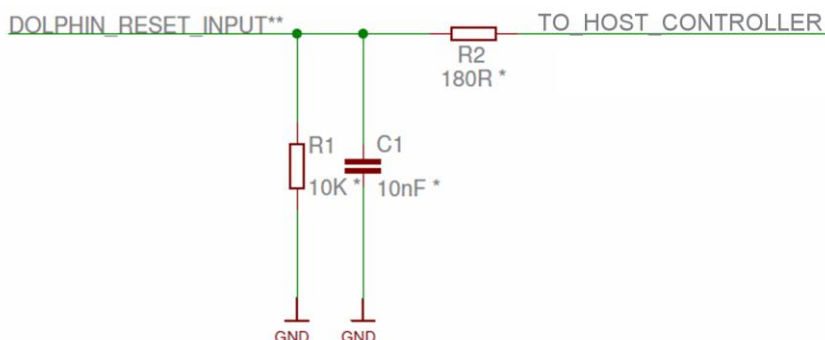 DOLPHIN_RESET_INPUT**
TO_HOST_CONTROLLER
R2
180R *
R1
10K *
C1
10nF *
GND
GND